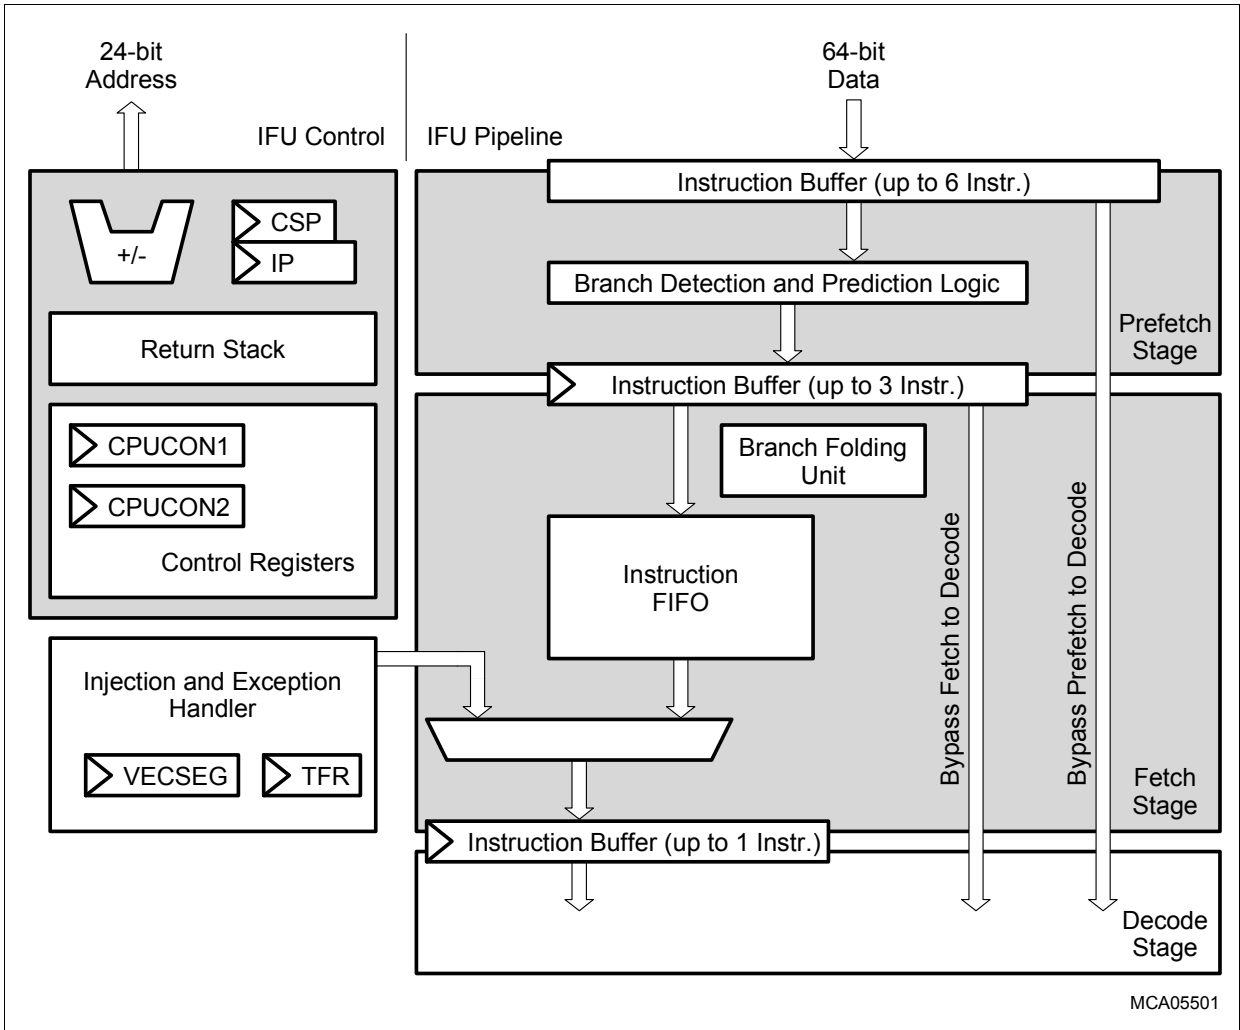 24-bit
Address
64-bit
Data
IFU Control
IFU Pipeline
Instruction Buffer (up to 6 Instr.)
CSP
+/-
IP
Branch Detection and Prediction Logic
Prefetch
Stage
Return Stack
Instruction Buffer (up to 3 Instr.)
CPUCON1
CPUCON2
Control Registers
Branch Folding
Unit
Instruction
FIFO
Bypass Fetch to Decode
Bypass Prefetch to Decode
Injection and Exception
Handler
VECSEG
TFR
Fetch
Stage
Instruction Buffer (up to 1 Instr.)
Decode
Stage
MCA05501